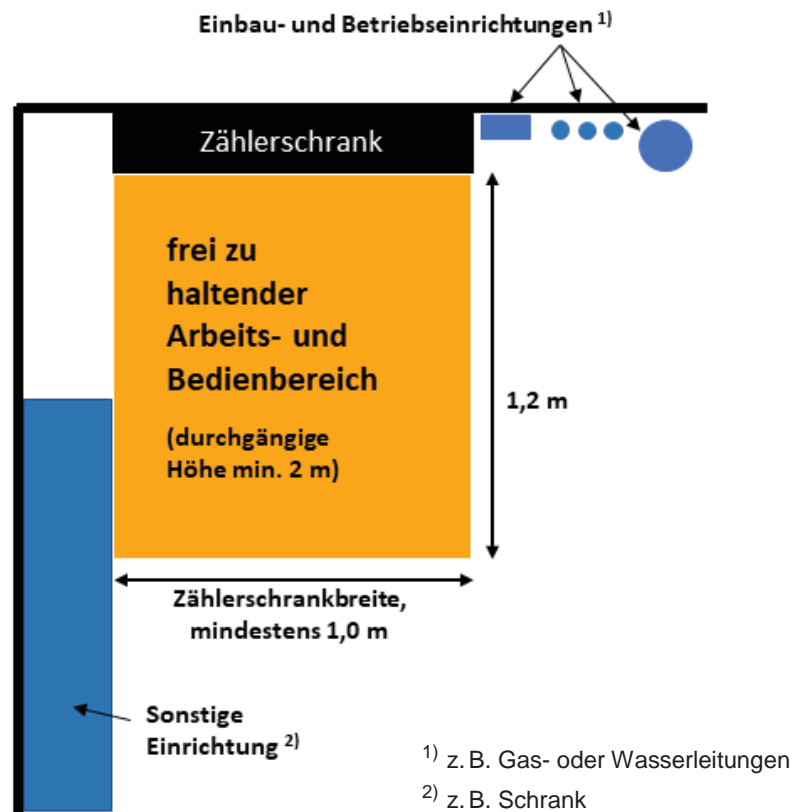 Einbau- und Betriebseinrichtungen 1)
Zählerschrank
frei zu
haltender
Arbeits- und
Bedienbereich
(durchgängige
Höhe min. 2 m)
1,2 m
Zählerschrankbreite,
mindestens 1,0 m
Sonstige
Einrichtung 2)
1) z. B. Gas- oder Wasserleitungen
2) z. B. Schrank